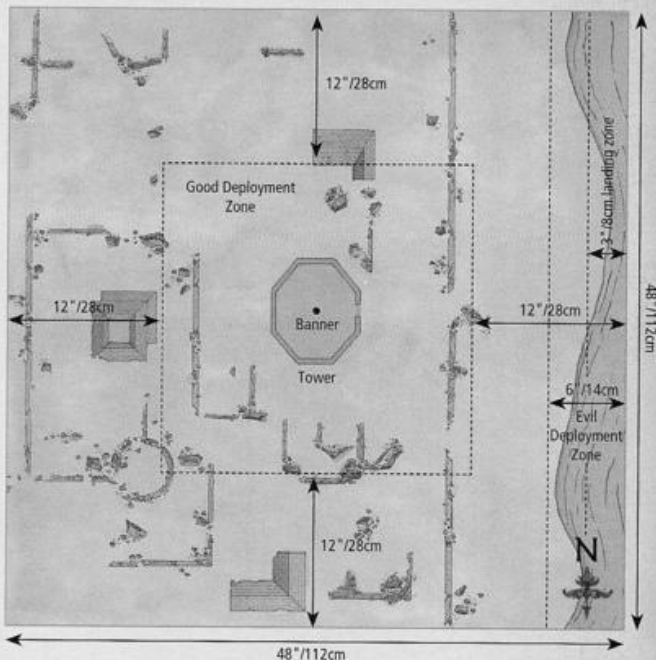 12"/28cm
Good Deployment
Zone
3"/8cm landing zone
12"/28cm
Banner
12"/28cm
48"/112cm
Tower
6"/14cm
Evil
Deployment
Zone
12"/28cm
N
48"/112cm